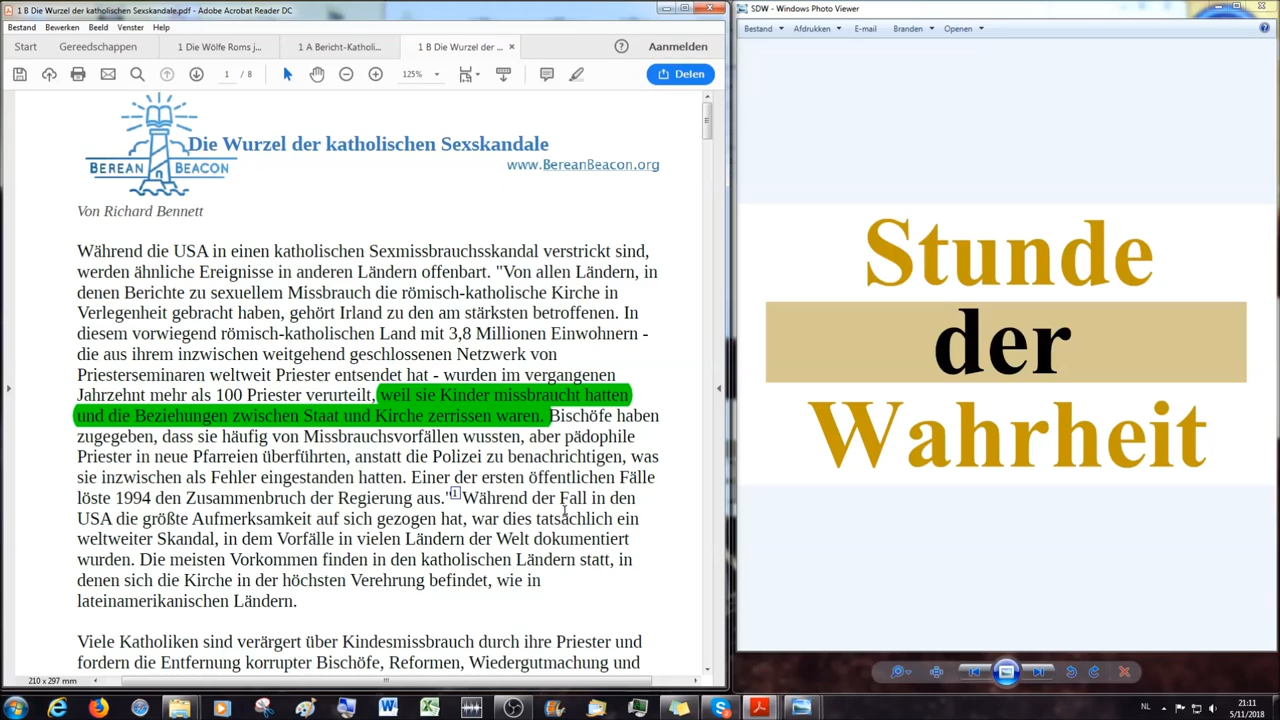 1 B Die Wurzel der katholischen Sexskandale.pdf - Adobe Acrobat Reader DC
Bestand Bewerken Beeld Venster Help
Start Gereedschappen 1 Die Wölfe Roms j... 1 A Bericht-Katholi... 1 B Die Wurzel der ... × Aanmelden
1 / 8 125% Delen
Die Wurzel der katholischen Sexskandale
BEREAN BEACON
www.BereanBeacon.org
Von Richard Bennett
Während die USA in einen katholischen Sexmissbrauchsskandal verstrickt sind,
werden ähnliche Ereignisse in anderen Ländern offenbart. "Von allen Ländern, in
denen Berichte zu sexuellem Missbrauch die römisch-katholische Kirche in
Verlegenheit gebracht haben, gehört Irland zu den am stärksten betroffenen. In
diesem vorwiegend römisch-katholischen Land mit 3,8 Millionen Einwohnern -
die aus ihrem inzwischen weitgehend geschlossenen Netzwerk von
Priesterseminaren weltweit Priester entsendet hat - wurden im vergangenen
Jahrzehnt mehr als 100 Priester verurteilt, weil sie Kinder missbraucht hatten
und die Beziehungen zwischen Staat und Kirche zerrissen waren. Bischöfe haben
zugegeben, dass sie häufig von Missbrauchsvorfällen wussten, aber pädophile
Priester in neue Pfarreien überführten, anstatt die Polizei zu benachrichtigen, was
sie inzwischen als Fehler eingestanden hatten. Einer der ersten öffentlichen Fälle
löste 1994 den Zusammenbruch der Regierung aus."1 Während der Fall in den
USA die größte Aufmerksamkeit auf sich gezogen hat, war dies tatsächlich ein
weltweiter Skandal, in dem Vorfälle in vielen Ländern der Welt dokumentiert
wurden. Die meisten Vorkommen finden in den katholischen Ländern statt, in
denen sich die Kirche in der höchsten Verehrung befindet, wie in
lateinamerikanischen Ländern.
Viele Katholiken sind verärgert über Kindesmissbrauch durch ihre Priester und
fordern die Entfernung korrupter Bischöfe, Reformen, Wiedergutmachung und
210 x 297 mm
SDW - Windows Photo Viewer
Bestand Afdrukken E-mail Branden Openen
Stunde
der
Wahrheit
NL
21:11
5/11/2018